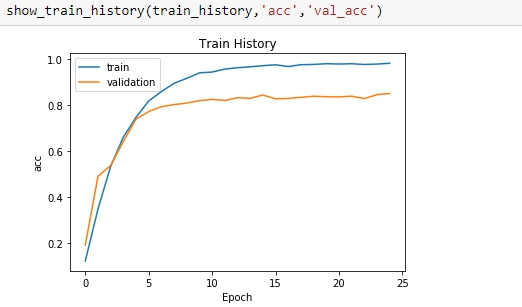 show_train_history(train_history,'acc','val_acc')
Train History
train
validation
1.0
0.8
0.6
0.4
0.2
acc
0
5
10
15
20
25
Epoch